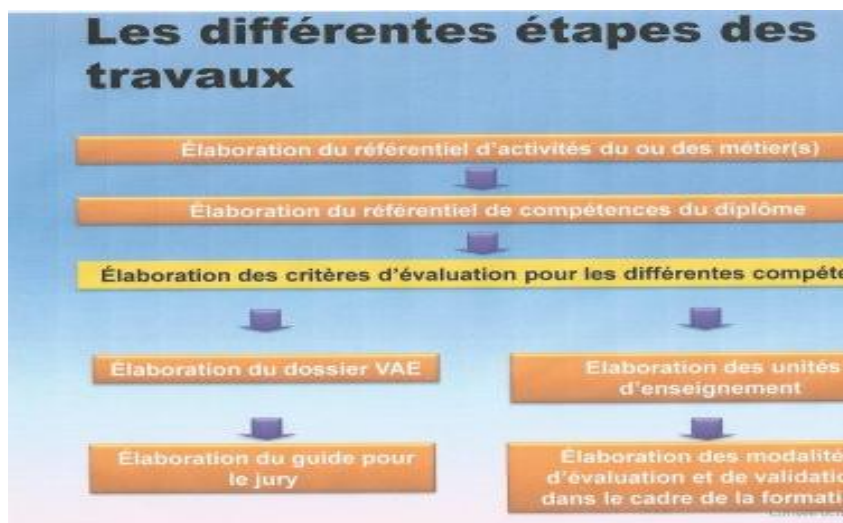 Les différentes étapes des
travaux
Élaboration du référentiel d'activités du ou des métier(s)
Élaboration du référentiel de compétences du diplôme
Élaboration des critères d'évaluation pour les différentes compéte
Élaboration du dossier VAE
Elaboration des unités
d'enseignement
Élaboration du guide pour
le jury
Élaboration des modalité
d'évaluation et de validatio
dans le cadre de la formati